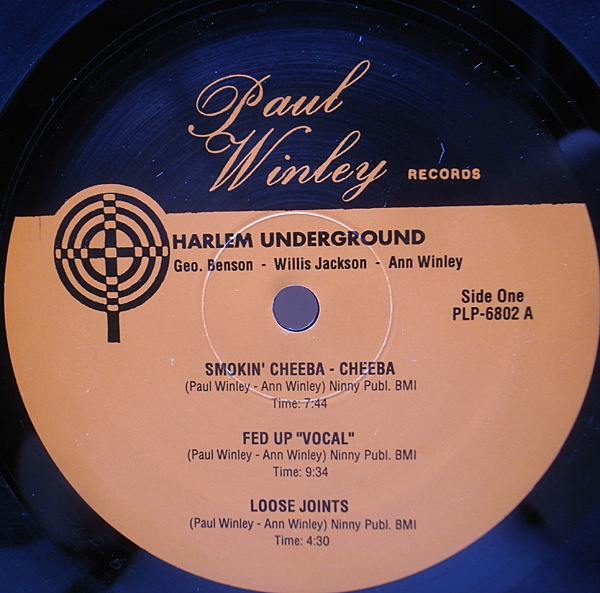 Paul
Winley RECORDS
HARLEM UNDERGROUND
Geo. Benson - Willis Jackson - Ann Winley
Side One
PLP-6802 A
SMOKIN' CHEEBA - CHEEBA
(Paul Winley - Ann Winley) Ninny Publ. BMI
Time: 7:44
FED UP "VOCAL"
(Paul Winley - Ann Winley) Ninny Publ. BMI
Time: 9:34
LOOSE JOINTS
(Paul Winley - Ann Winley) Ninny Publ. BMI
Time: 4:30